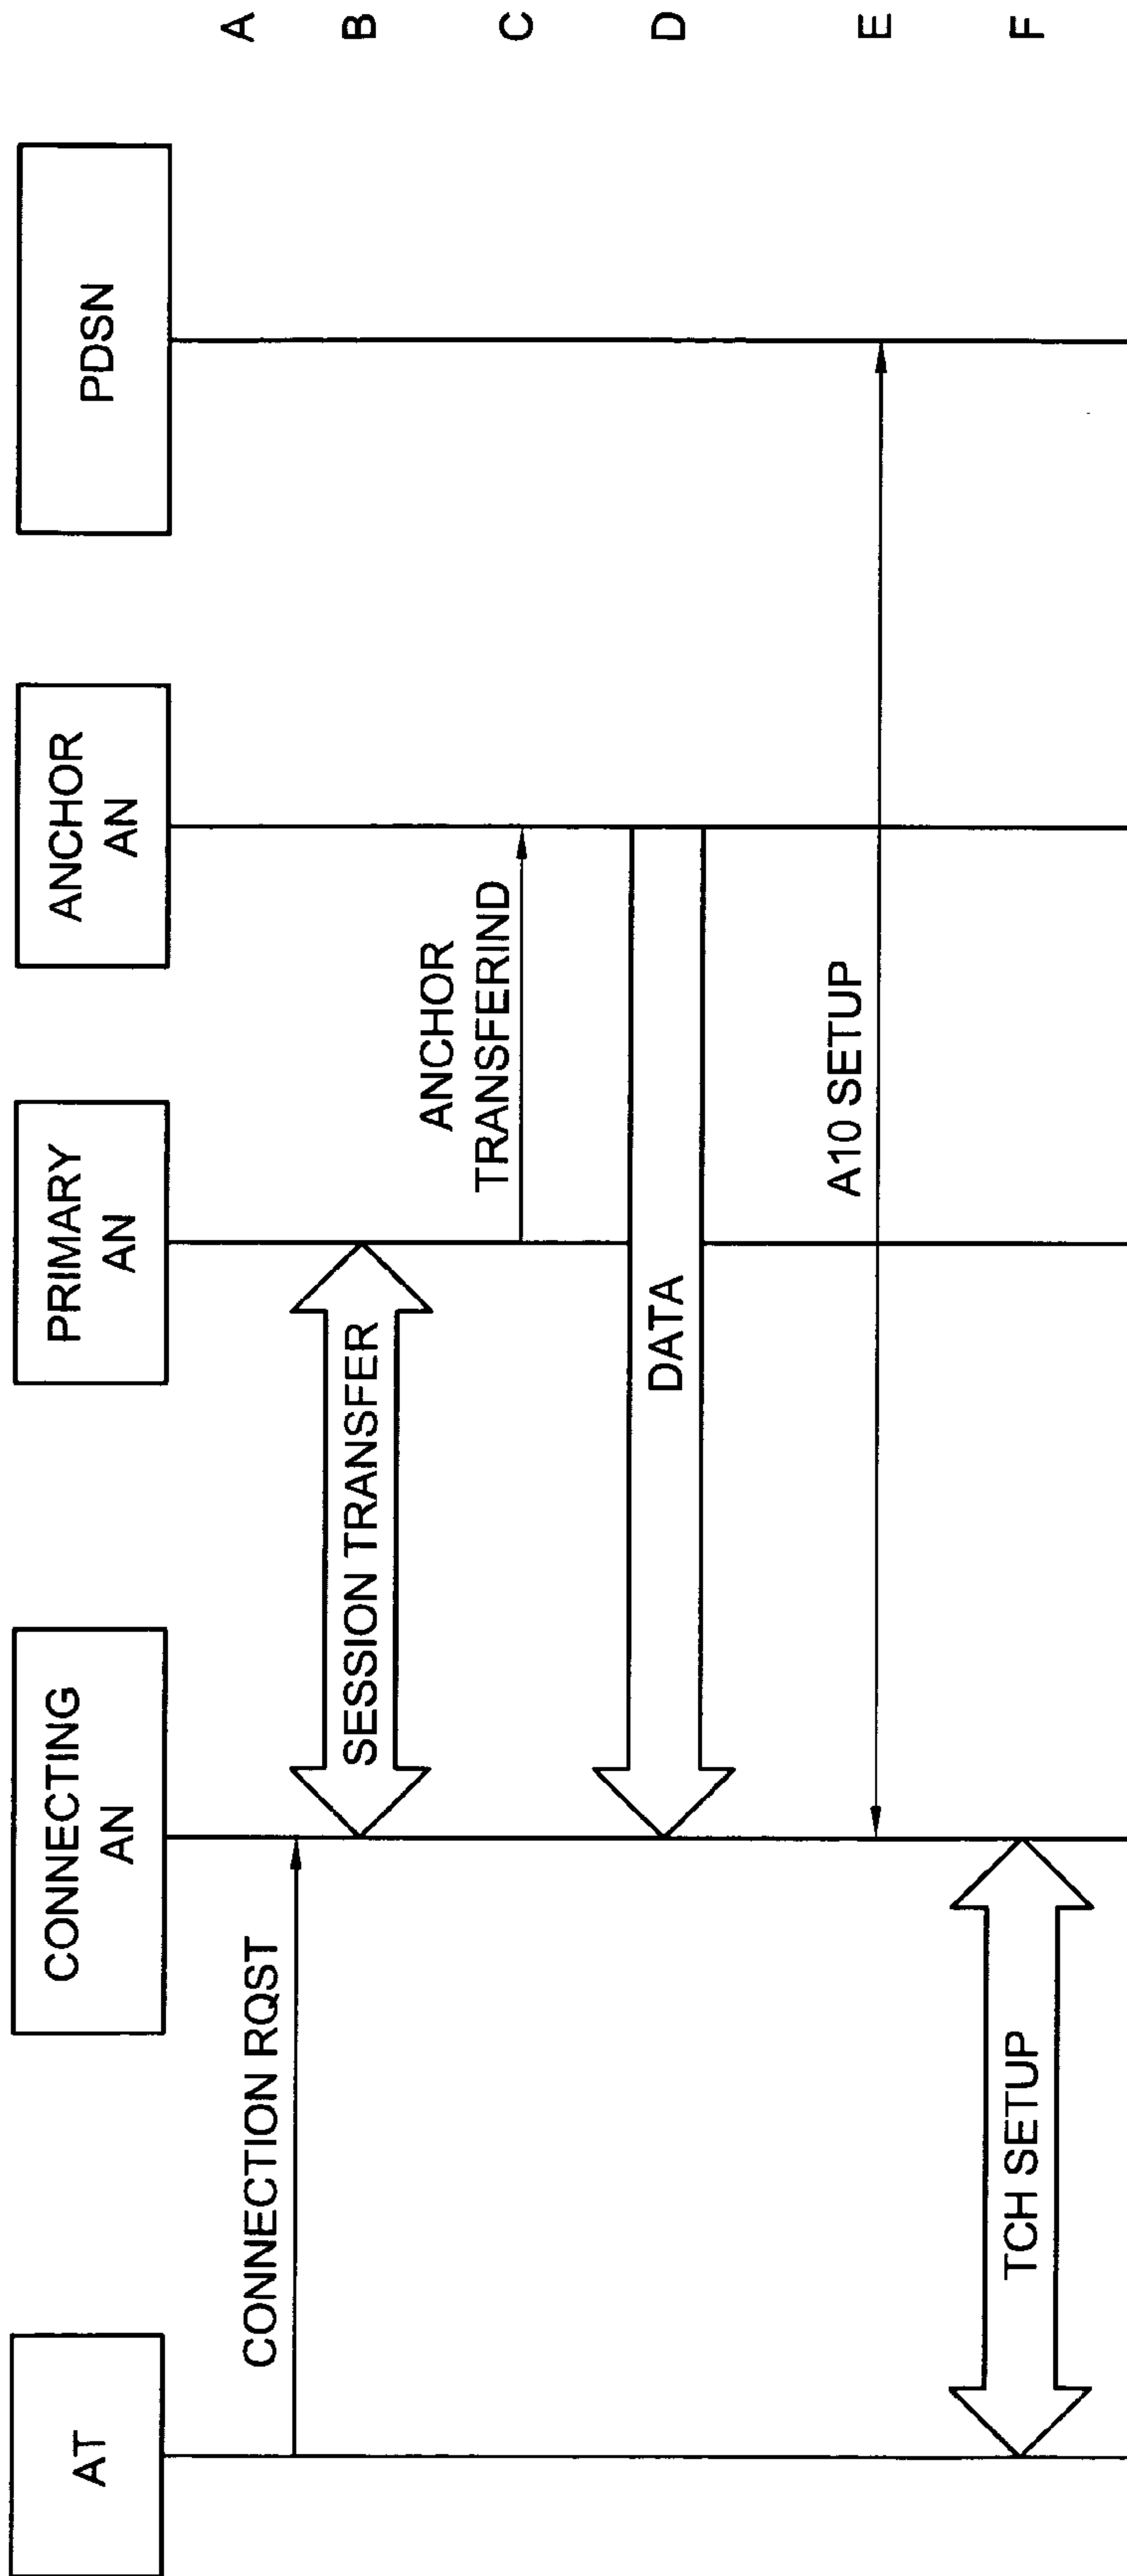 AT
CONNECTING
AN
PRIMARY
AN
ANCHOR
AN
PDSN
CONNECTION RQST
A
SESSION TRANSFER
B
ANCHOR
TRANSFERIND
C
DATA
D
A10 SETUP
E
TCH SETUP
F